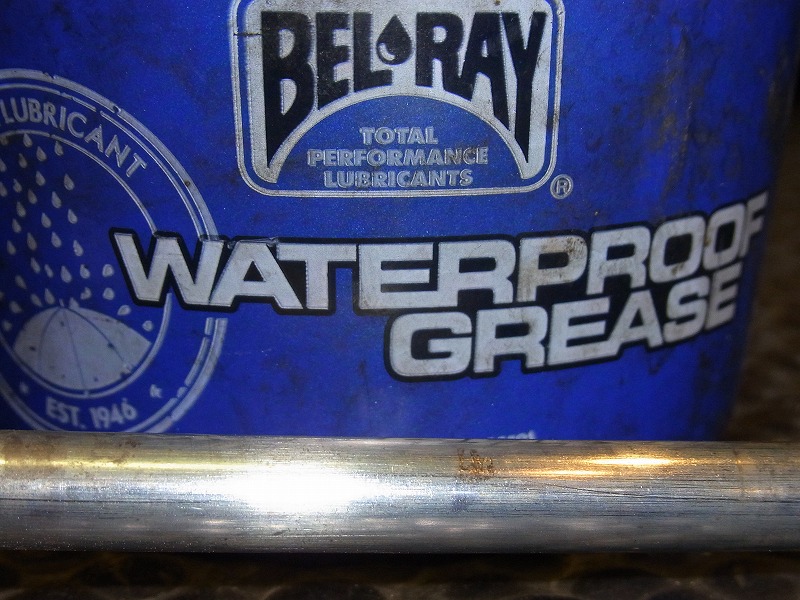 BEL-RAY
TOTAL
PERFORMANCE
LUBRICANTS
®
LUBRICANT
WATERPROOF
GREASE
EST. 1946